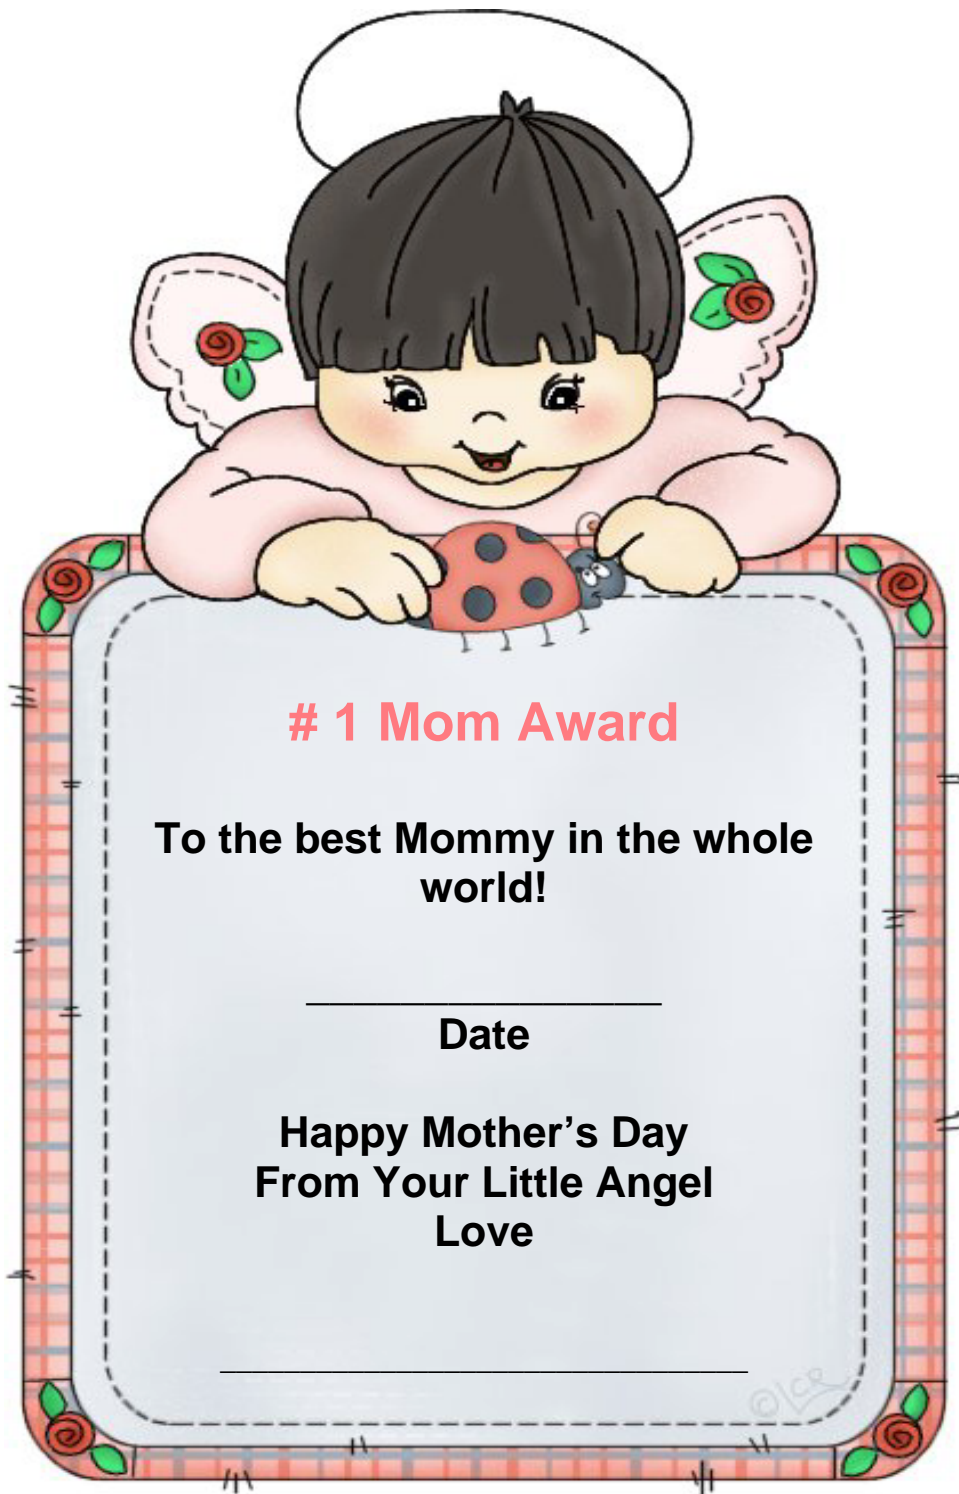 # 1 Mom Award
To the best Mommy in the whole
world!
Date
Happy Mother’s Day
From Your Little Angel
Love
©LCR